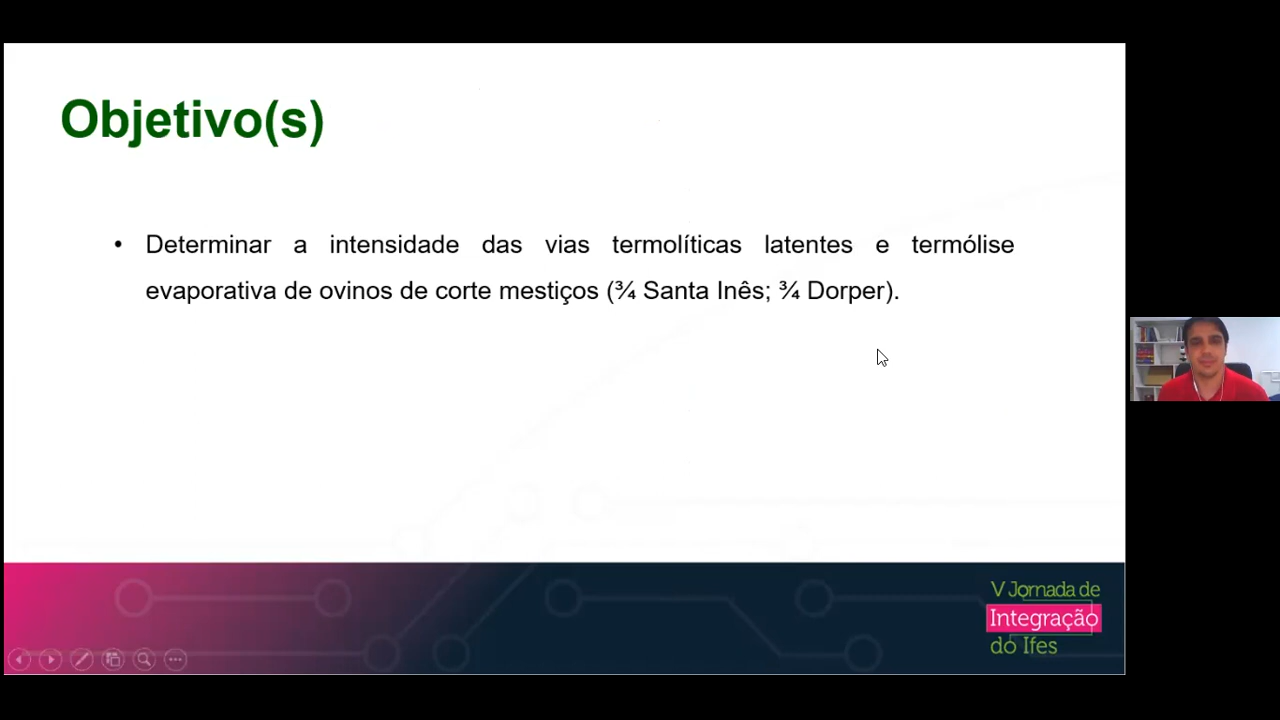 Objetivo(s)
• Determinar a intensidade das vias termolíticas latentes e termólise
evaporativa de ovinos de corte mestiços (¾ Santa Inês; ¾ Dorper).
V Jornada de
Integração
do Ifes